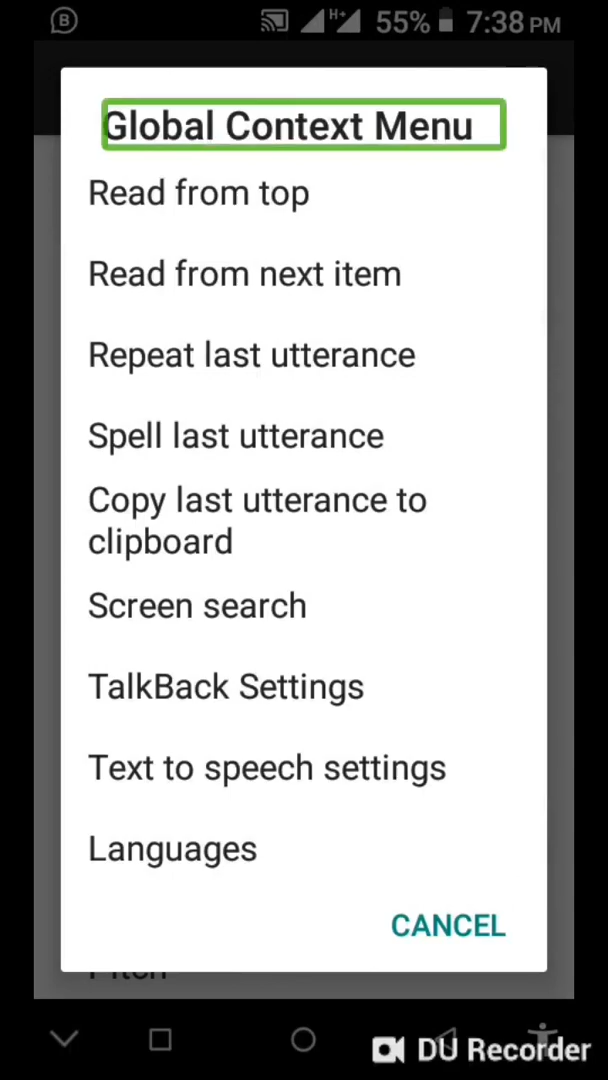 B H+ 55% 7:38 PM
Global Context Menu
Read from top
Read from next item
Repeat last utterance
Spell last utterance
Copy last utterance to
clipboard
Screen search
TalkBack Settings
Text to speech settings
Languages
CANCEL
Pitch
DU Recorder